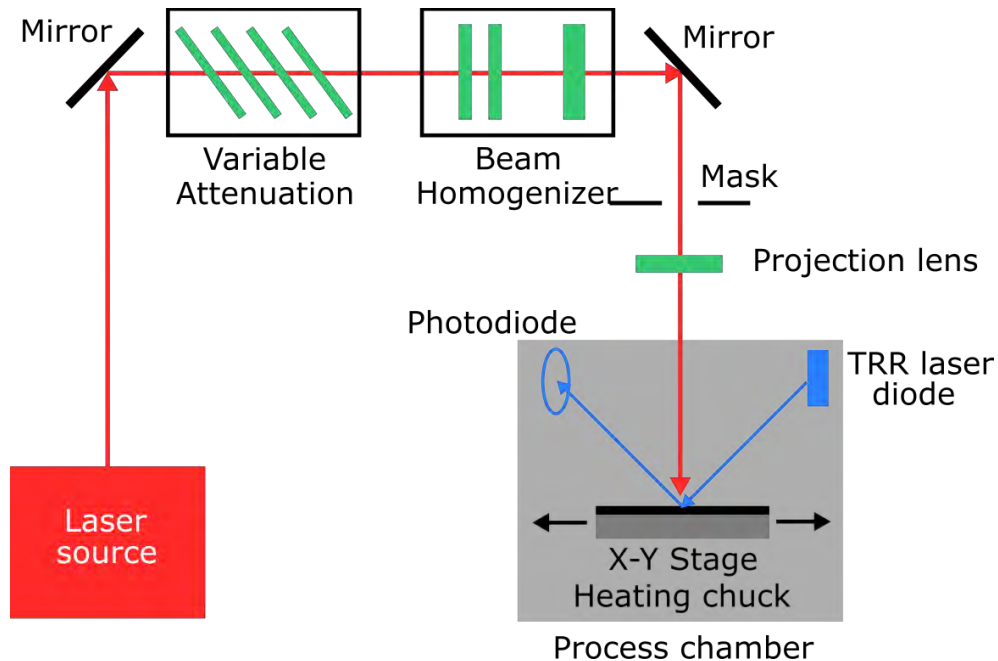 Mirror
Variable
Attenuation
Beam
Homogenizer
Mirror
Mask
Projection lens
Photodiode
TRR laser
diode
Laser
source
X-Y Stage
Heating chuck
Process chamber